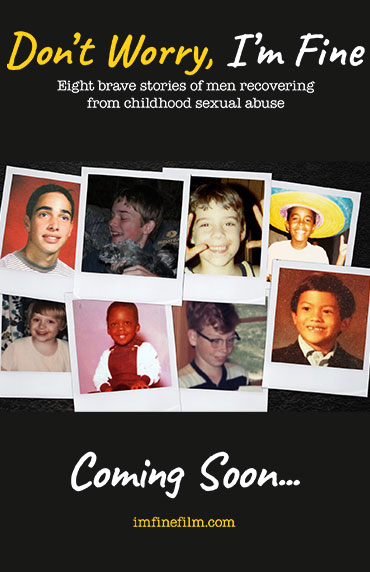 Don't Worry, I'm Fine
Eight brave stories of men recovering
from childhood sexual abuse
Coming Soon...
imfinefilm.com